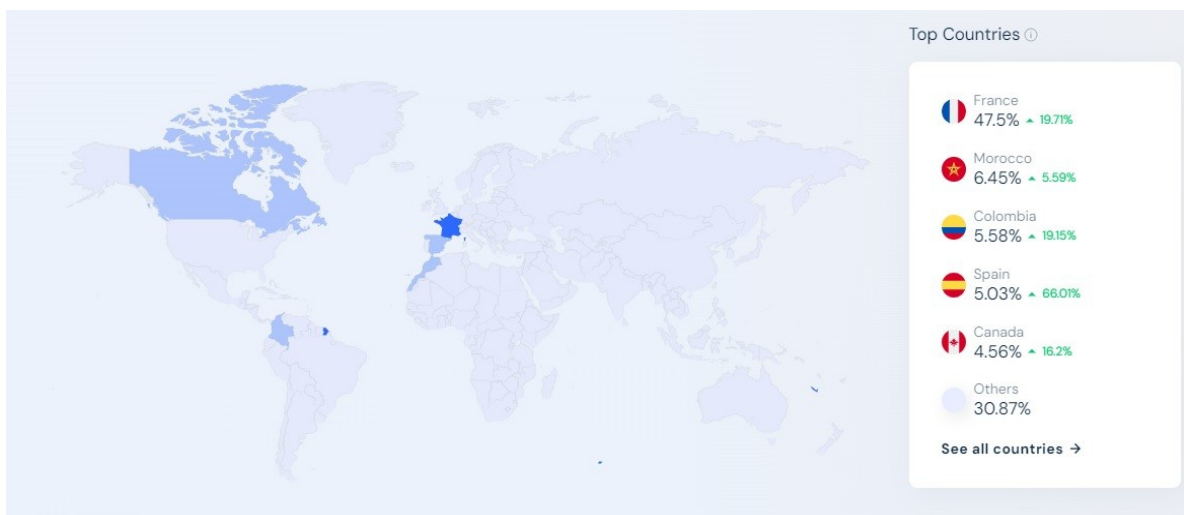 Top Countries
France
47.5% ▲ 19.71%
Morocco
6.45% ▲ 5.59%
Colombia
5.58% ▲ 19.15%
Spain
5.03% ▲ 66.01%
Canada
4.56% ▲ 16.2%
Others
30.87%
See all countries →